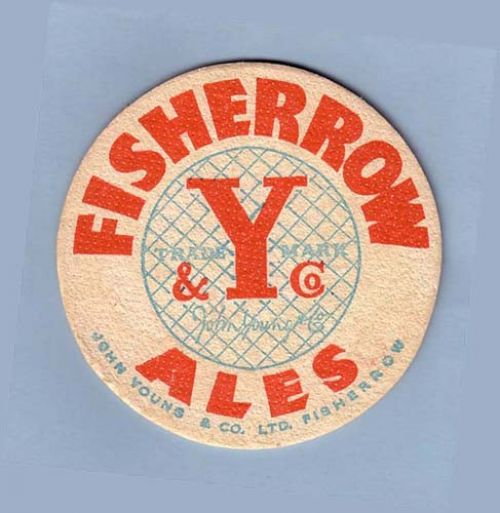 FISHERROW
Y
TRADE MARK
& Co
John Young & Co
ALES
JOHN YOUNG & CO. LTD. FISHERROW